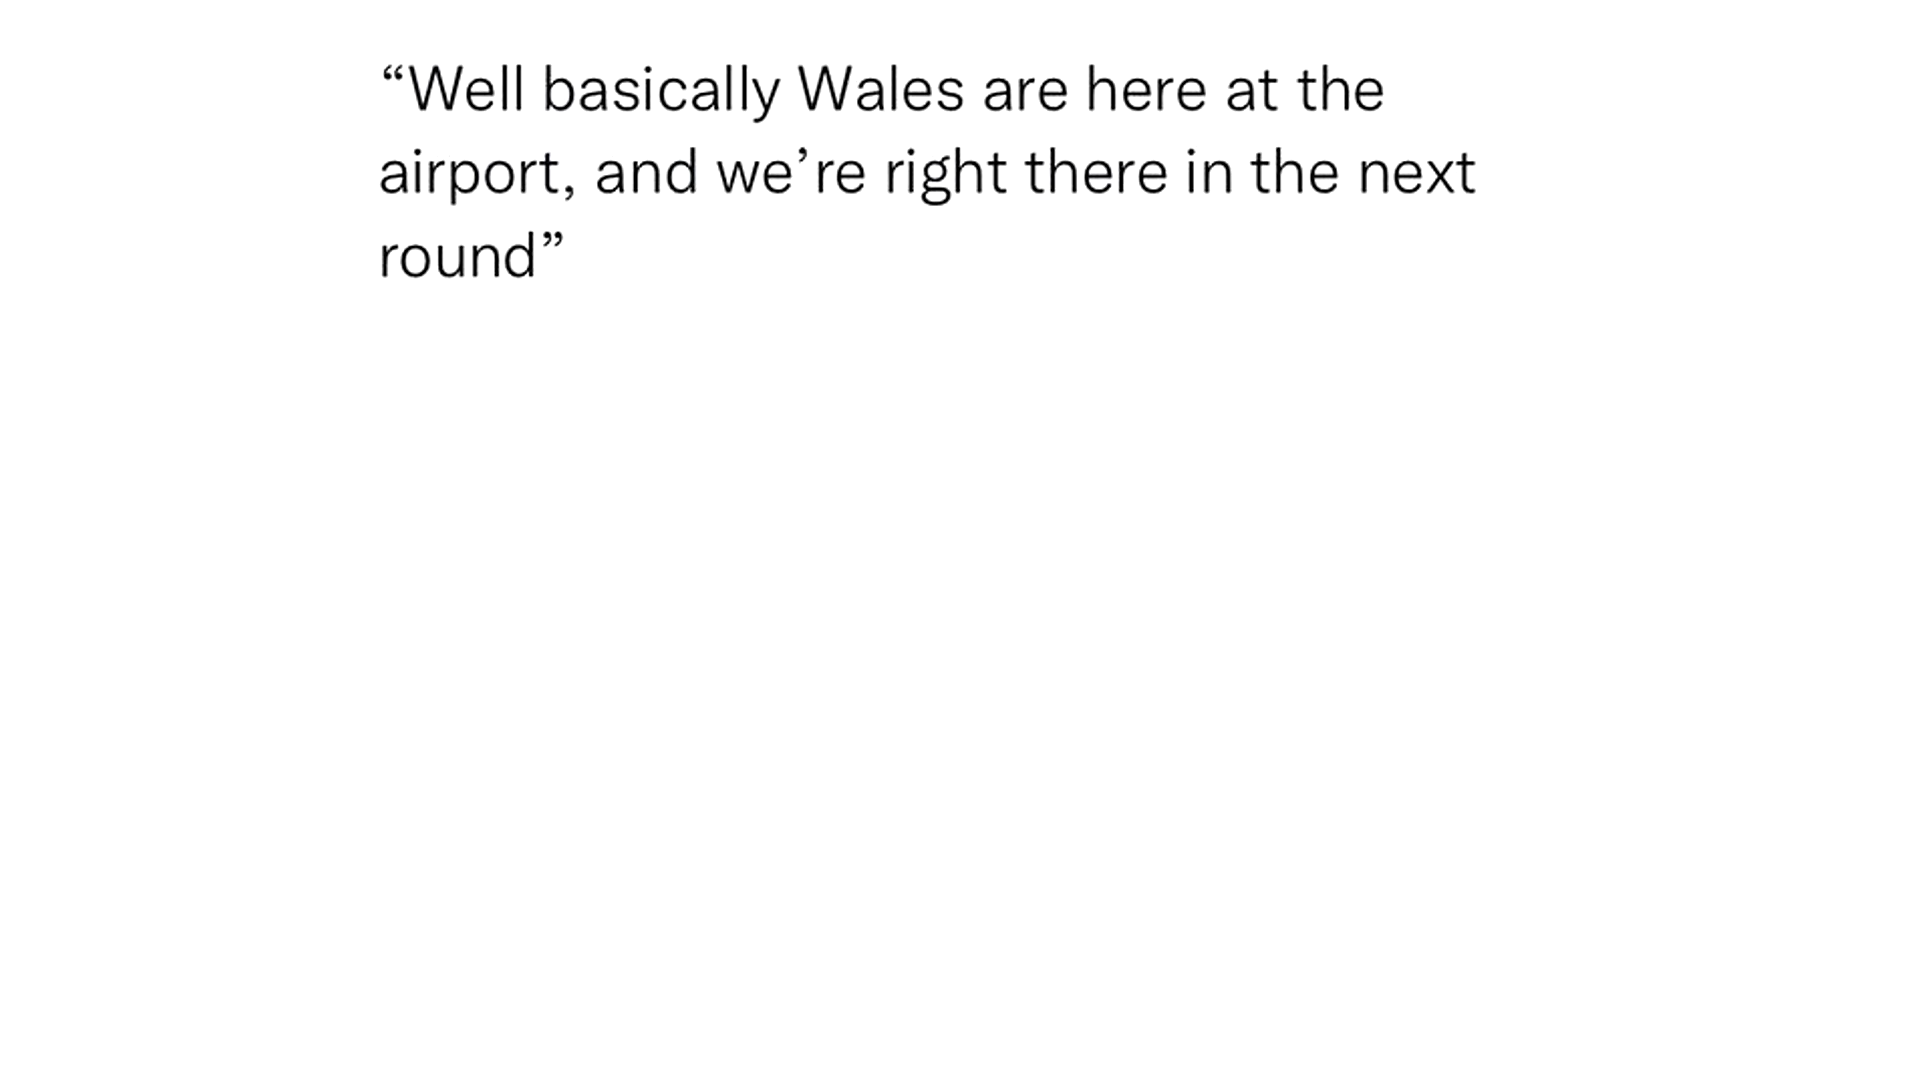 “Well basically Wales are here at the
airport, and we’re right there in the next
round”